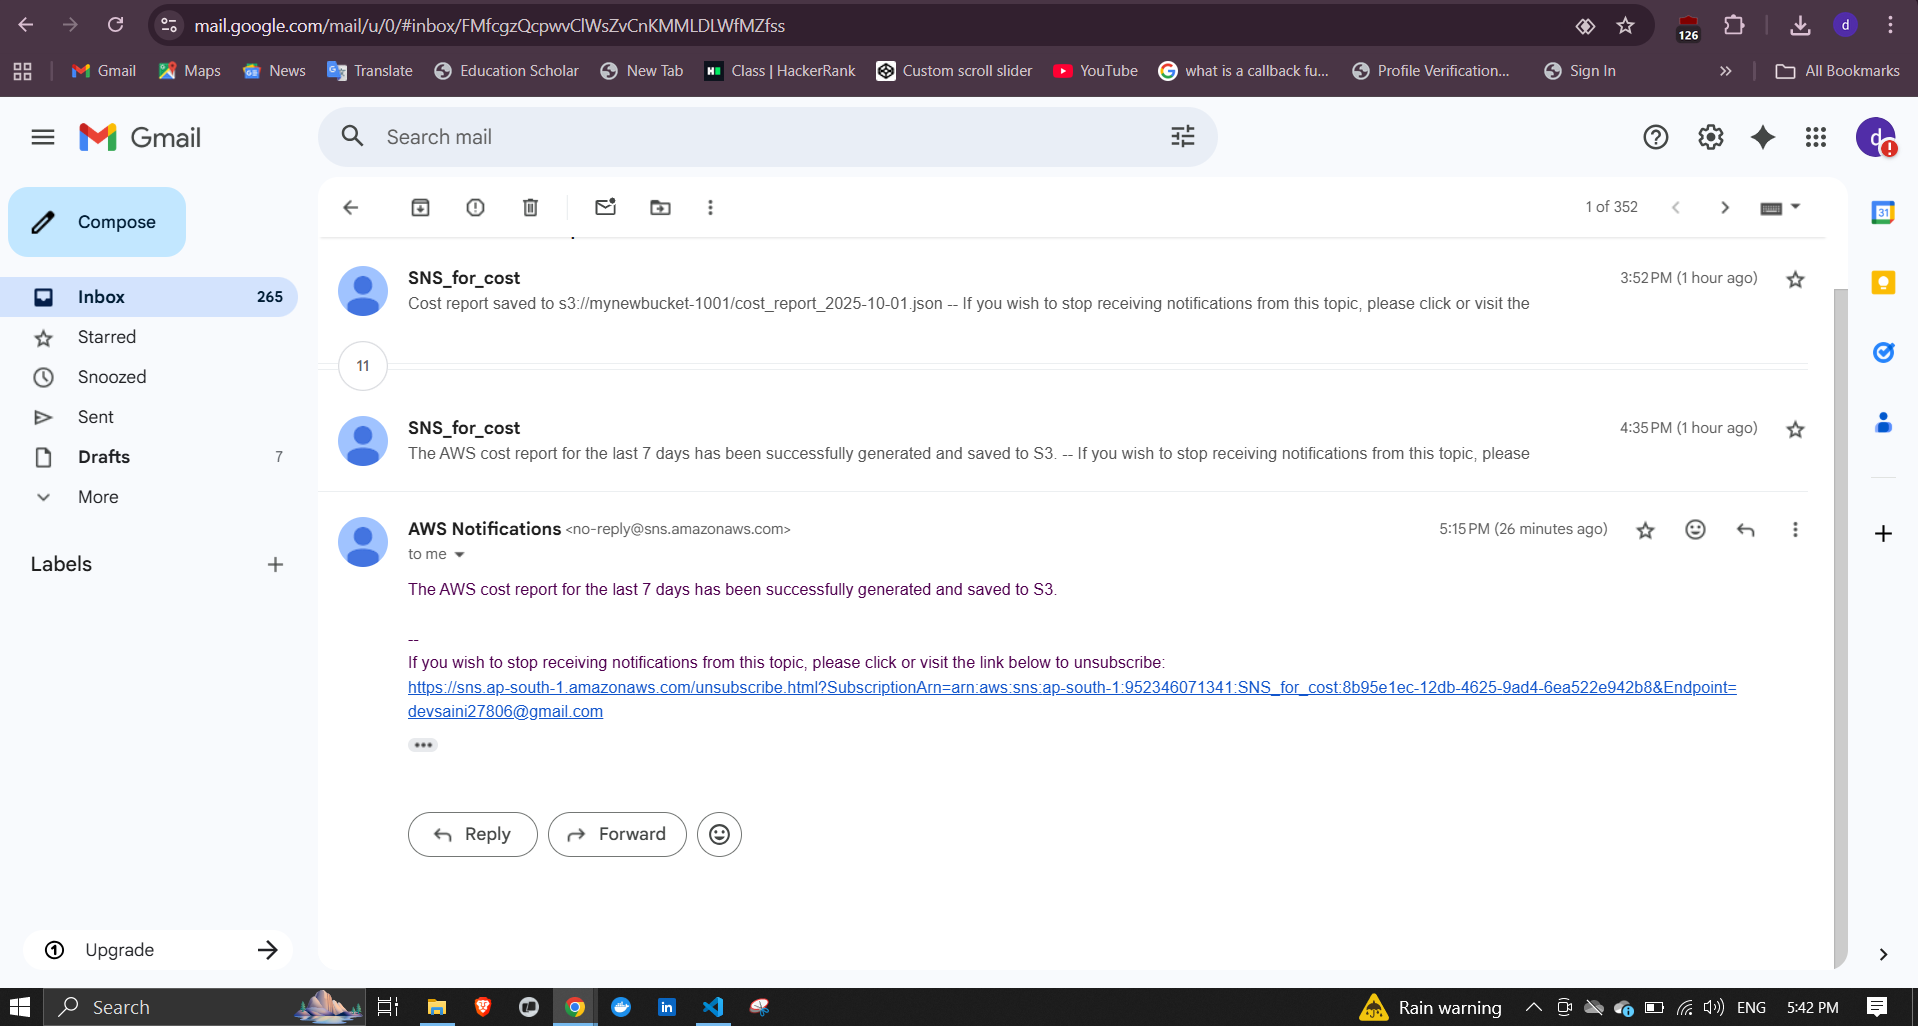 mail.google.com/mail/u/0/#inbox/FMfcgzQcpwvClWsZvCnKMMLDLWfMZfss
126
d
Gmail
Maps
News
Translate
Education Scholar
New Tab
Class | HackerRank
Custom scroll slider
YouTube
what is a callback fu...
Profile Verification...
Sign In
All Bookmarks
Gmail
Search mail
d
Compose
1 of 352
31
Inbox 265
Starred
Snoozed
Sent
Drafts 7
More
Labels
SNS_for_cost 3:52 PM (1 hour ago)
Cost report saved to s3://mynewbucket-1001/cost_report_2025-10-01.json -- If you wish to stop receiving notifications from this topic, please click or visit the
11
SNS_for_cost 4:35 PM (1 hour ago)
The AWS cost report for the last 7 days has been successfully generated and saved to S3. -- If you wish to stop receiving notifications from this topic, please
AWS Notifications <no-reply@sns.amazonaws.com> 5:15 PM (26 minutes ago)
to me
The AWS cost report for the last 7 days has been successfully generated and saved to S3.
--
If you wish to stop receiving notifications from this topic, please click or visit the link below to unsubscribe:
https://sns.ap-south-1.amazonaws.com/unsubscribe.html?SubscriptionArn=arn:aws:sns:ap-south-1:952346071341:SNS_for_cost:8b95e1ec-12db-4625-9ad4-6ea522e942b8&Endpoint=
devsaini27806@gmail.com
Reply
Forward
Upgrade
Search
Rain warning
ENG
5:42 PM